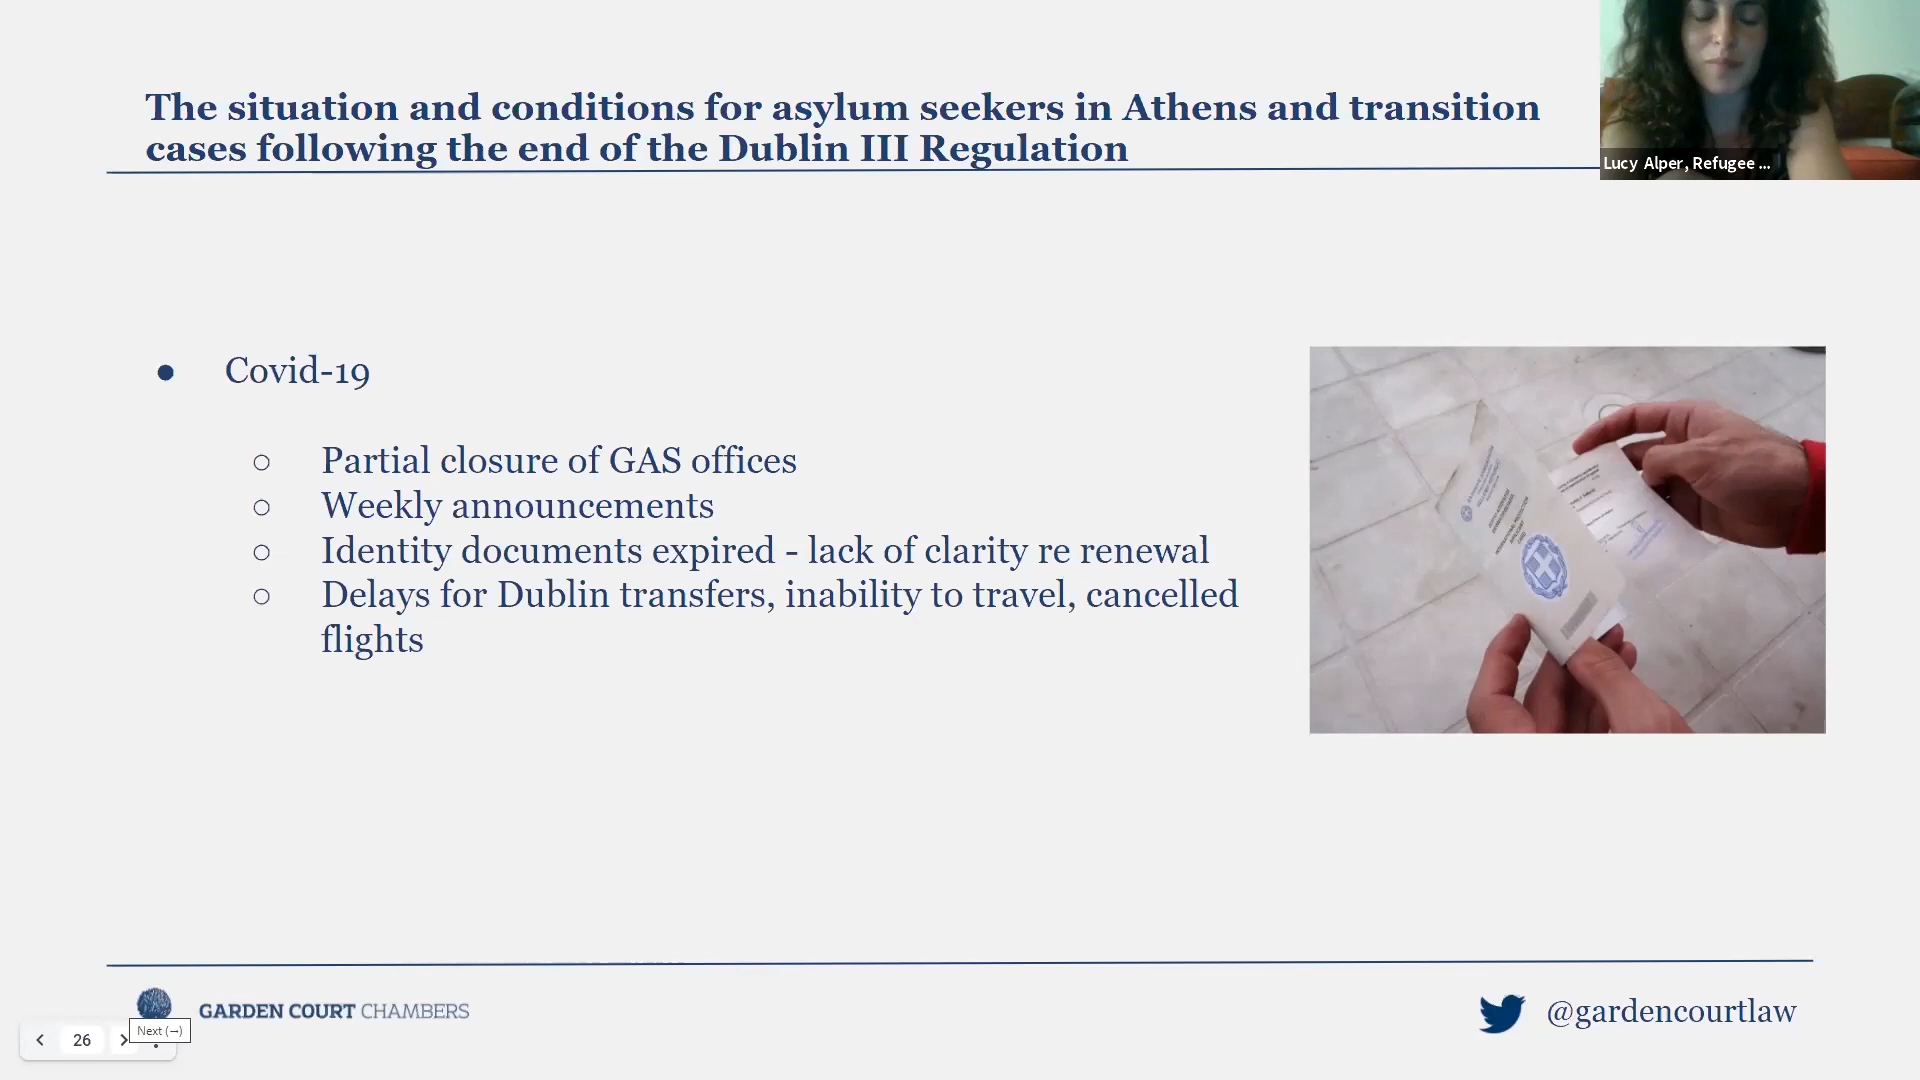 The situation and conditions for asylum seekers in Athens and transition
cases following the end of the Dublin III Regulation
Lucy Alper, Refugee ...
● Covid-19
○ Partial closure of GAS offices
○ Weekly announcements
○ Identity documents expired - lack of clarity re renewal
○ Delays for Dublin transfers, inability to travel, cancelled
flights
GARDEN COURT CHAMBERS
@gardencourtlaw
Next (→)
26